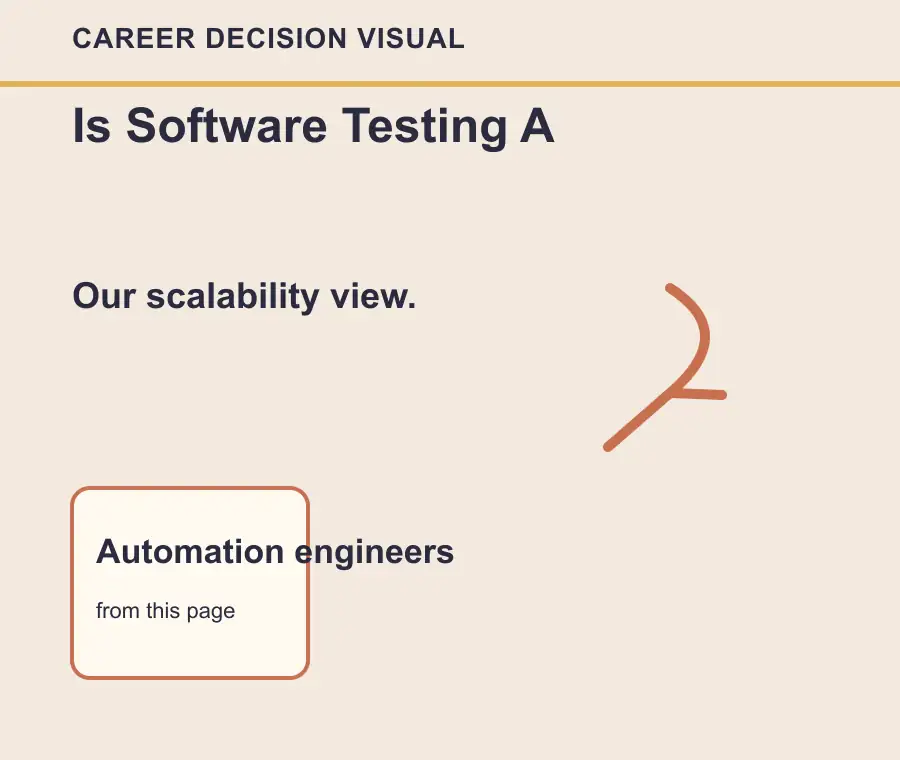 CAREER DECISION VISUAL
Is Software Testing A
Our scalability view.
Automation engineers
from this page